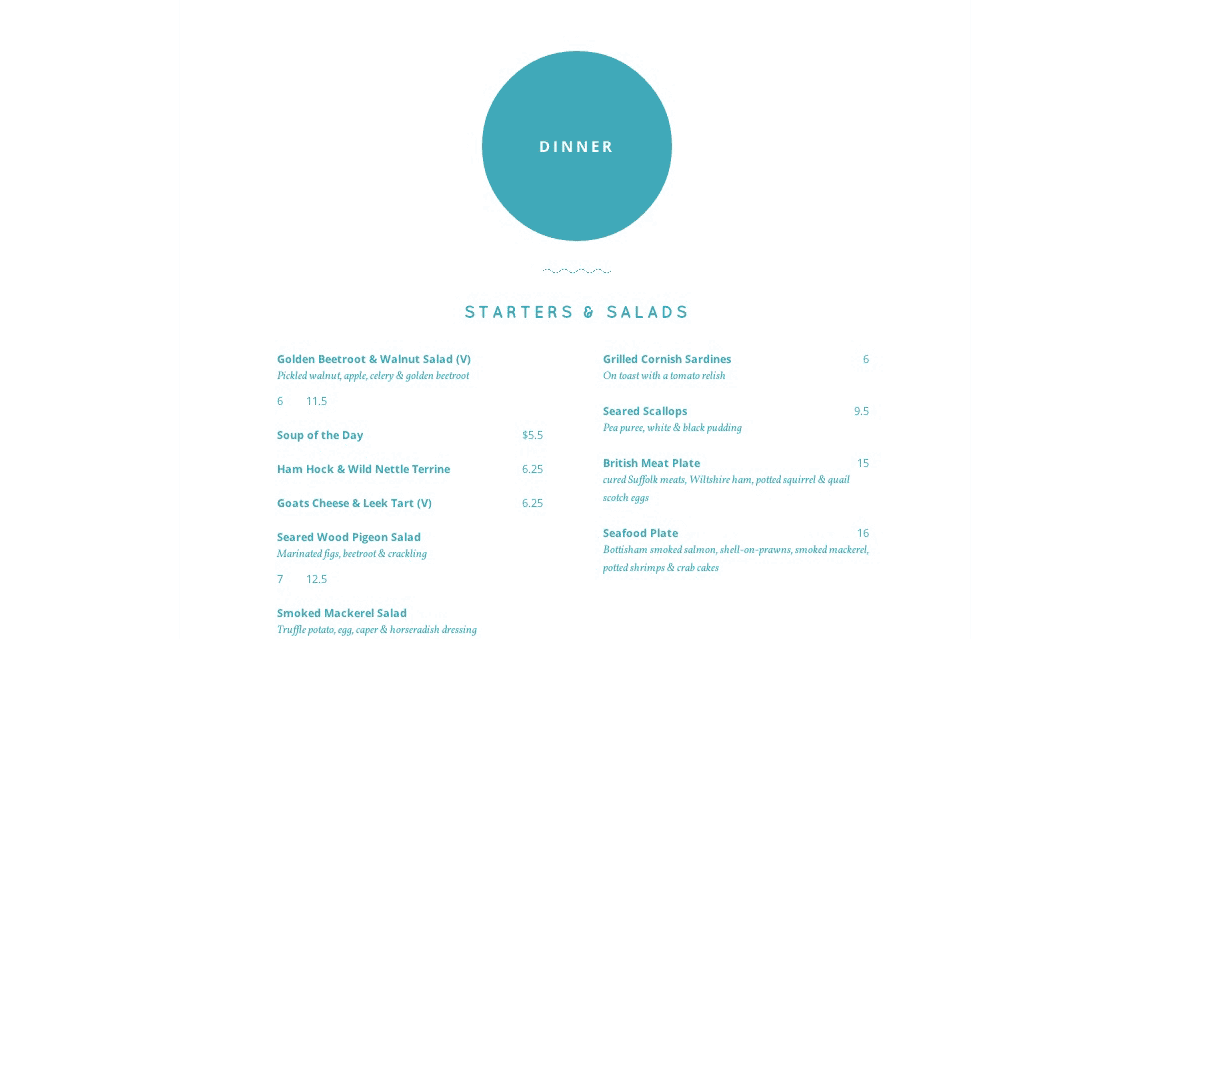 DINNER
STARTERS & SALADS
Golden Beetroot & Walnut Salad (V)
Pickled walnut, apple, celery & golden beetroot
6 11.5
Soup of the Day $5.5
Ham Hock & Wild Nettle Terrine 6.25
Goats Cheese & Leek Tart (V) 6.25
Seared Wood Pigeon Salad
Marinated figs, beetroot & crackling
7 12.5
Smoked Mackerel Salad
Truffle potato, egg, caper & horseradish dressing
Grilled Cornish Sardines 6
On toast with a tomato relish
Seared Scallops 9.5
Pea puree, white & black pudding
British Meat Plate 15
cured Suffolk meats, Wiltshire ham, potted squirrel & quail
scotch eggs
Seafood Plate 16
Bottisham smoked salmon, shell-on-prawns, smoked mackerel,
potted shrimps & crab cakes